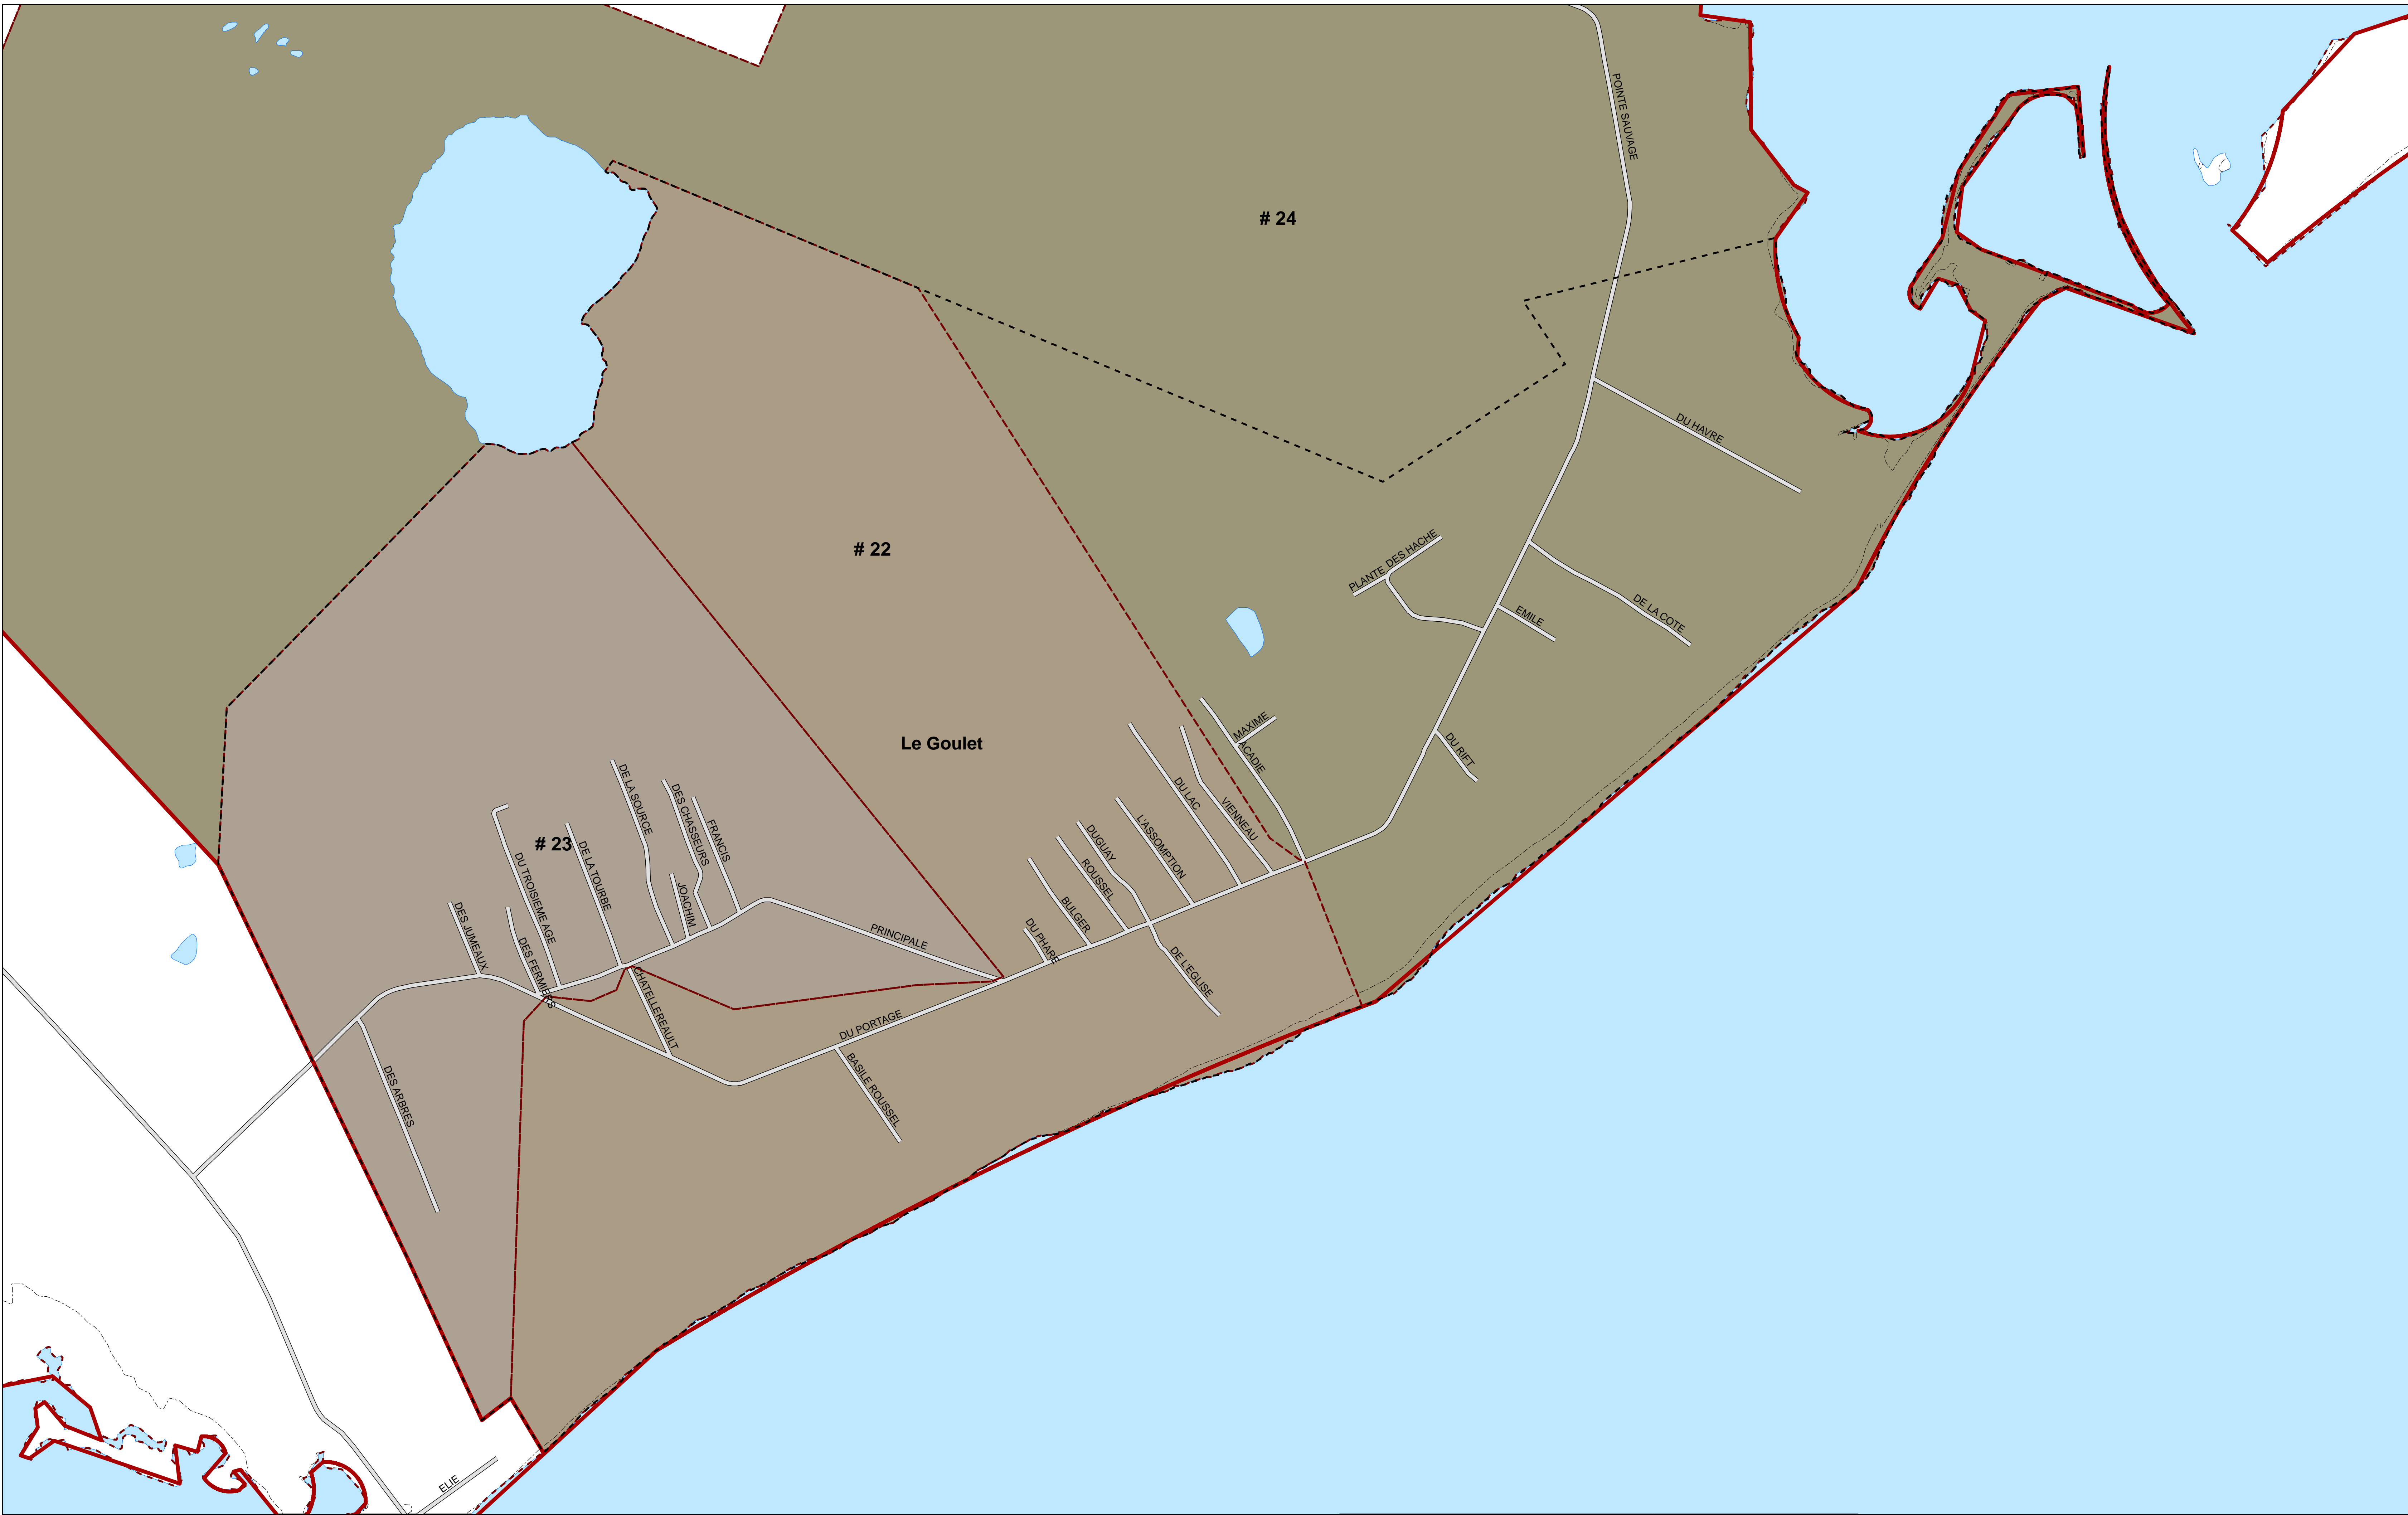 POINTE SAUVAGE
# 24
DU HAVRE
# 22
PLANTE DES HACHE
EMILE
DE LA COTE
Le Goulet
MAXIME
ACADIE
DU RIFT
DU LAC
VIENNEAU
L'ASSOMPTION
DUGUAY
ROUSSEL
BULGER
DU PHARE
DE L'EGLISE
# 23
DE LA SOURCE
DES CHASSEURS
FRANCIS
JOACHIM
DE LA TOURBE
DU TROISIEME AGE
DES JUMEAUX
DES FERMIERS
PRINCIPALE
CHATELLEREAULT
DU PORTAGE
BASILE ROUSSEL
DES ARBRES
ELIE